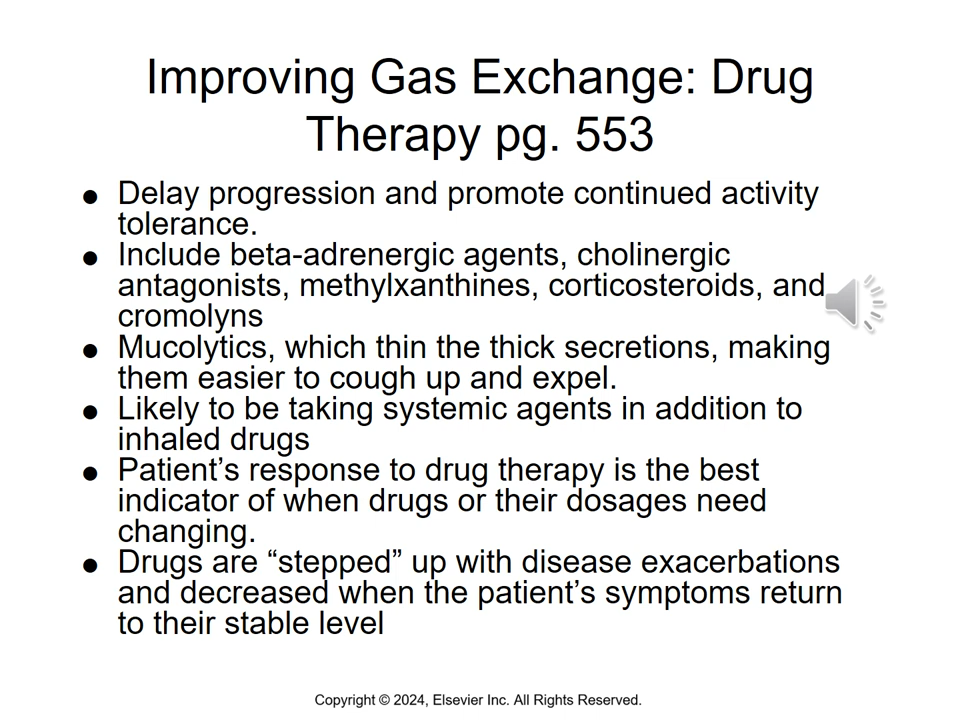 Improving Gas Exchange: Drug
Therapy pg. 553
● Delay progression and promote continued activity
tolerance.
● Include beta-adrenergic agents, cholinergic
antagonists, methylxanthines, corticosteroids, and
cromolyns
● Mucolytics, which thin the thick secretions, making
them easier to cough up and expel.
● Likely to be taking systemic agents in addition to
inhaled drugs
● Patient’s response to drug therapy is the best
indicator of when drugs or their dosages need
changing.
● Drugs are “stepped” up with disease exacerbations
and decreased when the patient’s symptoms return
to their stable level
Copyright © 2024, Elsevier Inc. All Rights Reserved.